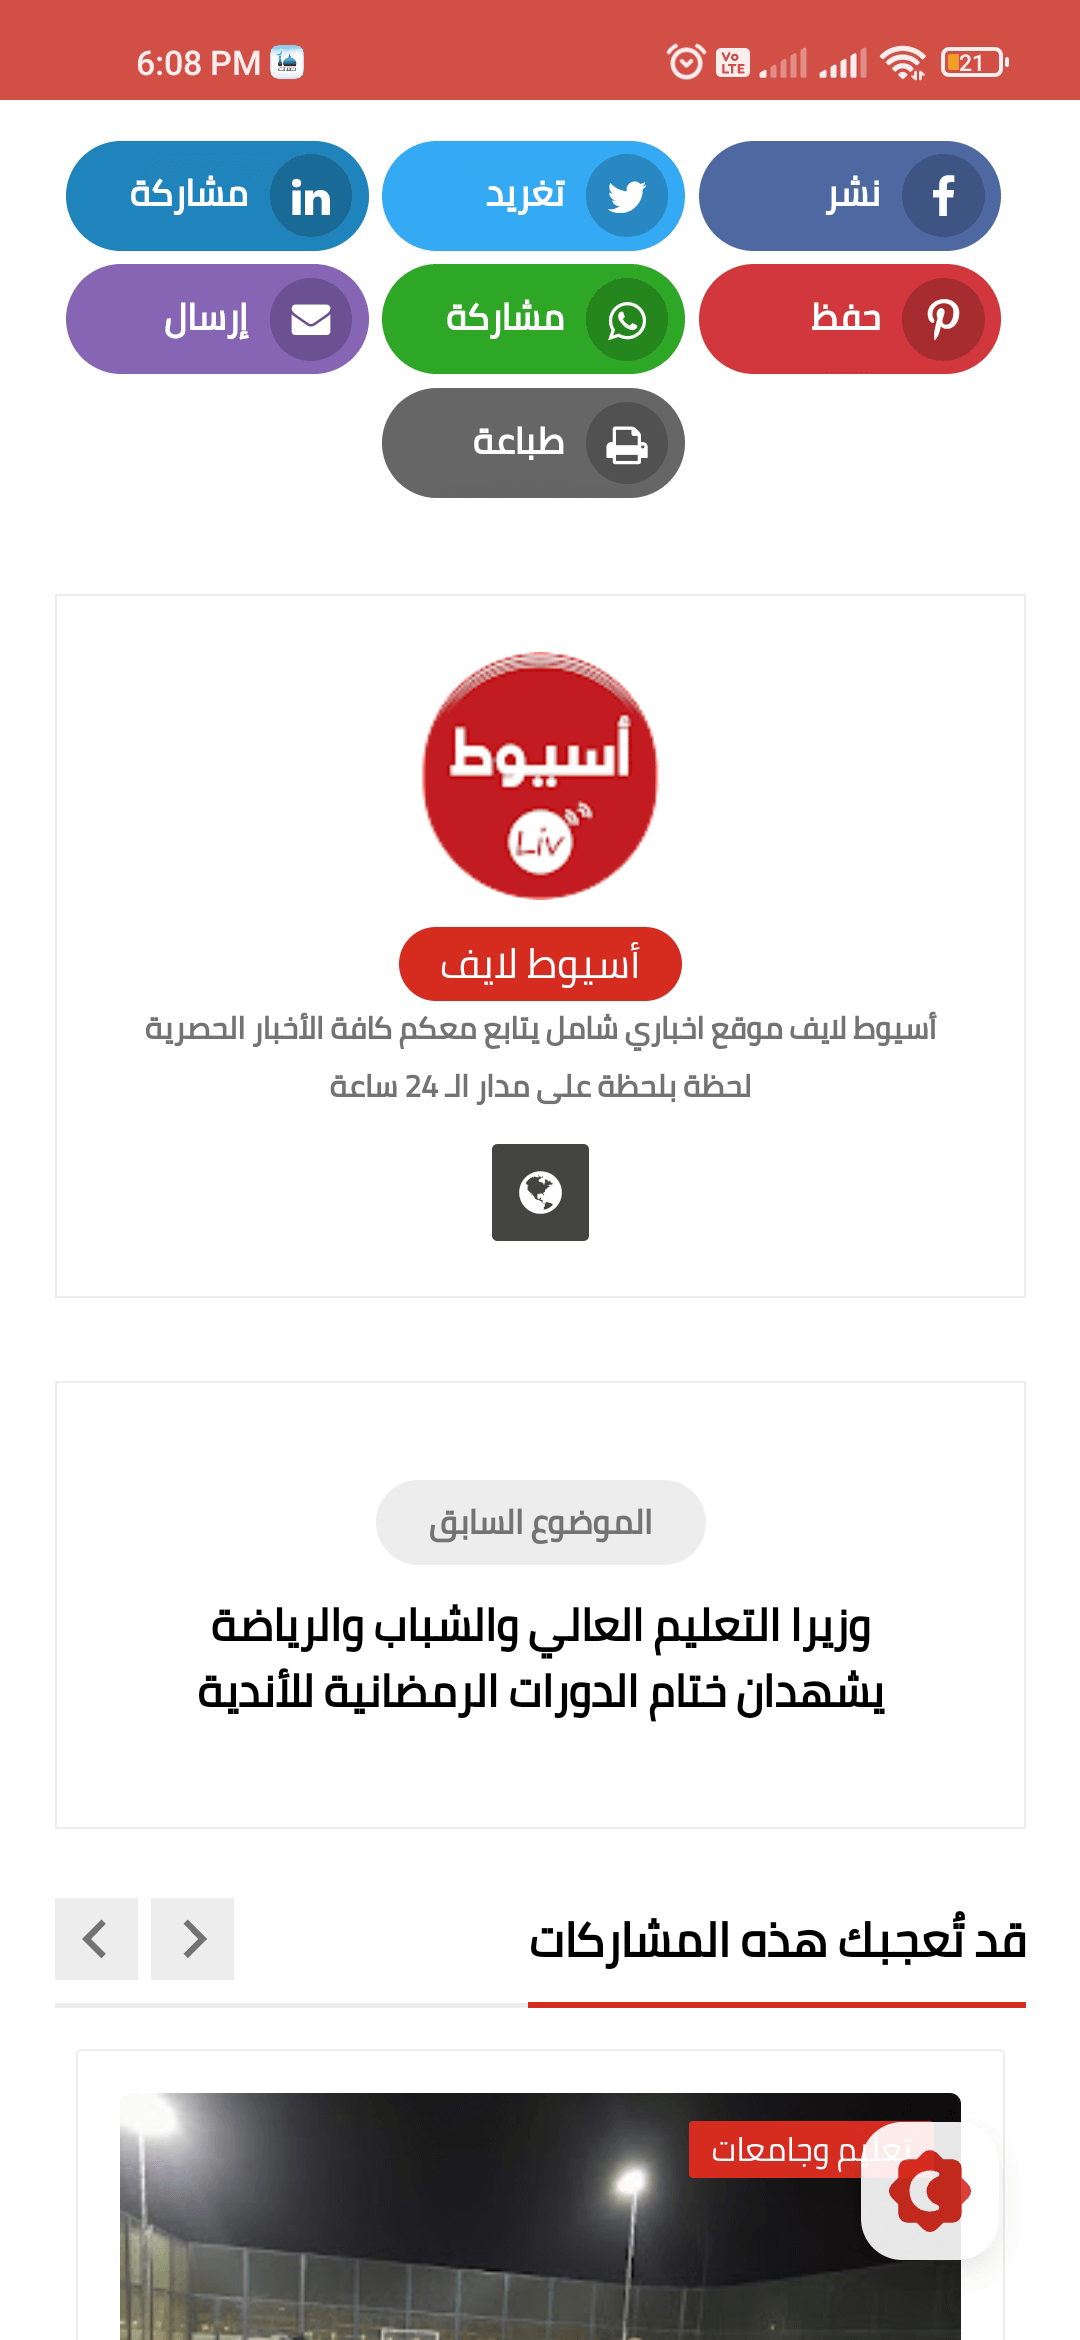 6:08 PM
Vo
LTE
21
نشر
تغريد
مشاركة
حفظ
مشاركة
إرسال
طباعة
أسيوط
Liv
أسيوط لايف
أسيوط لايف موقع اخباري شامل يتابع معكم كافة الأخبار الحصرية
لحظة بلحظة على مدار الـ 24 ساعة
الموضوع السابق
وزيرا التعليم العالي والشباب والرياضة
يشهدان ختام الدورات الرمضانية للأندية
قد تُعجبك هذه المشاركات
تعليم وجامعات